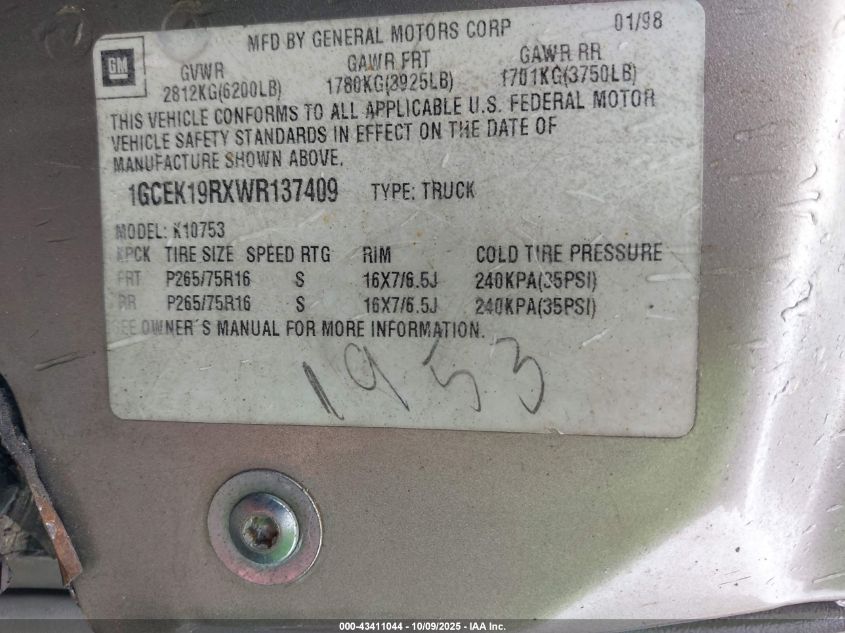 MFD BY GENERAL MOTORS CORP 01/98
GM
GVWR GAWR FRT GAWR RR
2812KG(6200LB) 1780KG(3925LB) 1701KG(3750LB)
THIS VEHICLE CONFORMS TO ALL APPLICABLE U.S. FEDERAL MOTOR
VEHICLE SAFETY STANDARDS IN EFFECT ON THE DATE OF
MANUFACTURE SHOWN ABOVE.
1GCEK19RXWR137409 TYPE: TRUCK
MODEL: K10753
KPCK TIRE SIZE SPEED RTG RIM COLD TIRE PRESSURE
FRT P265/75R16 S 16X7/6.5J 240KPA(35PSI)
RR P265/75R16 S 16X7/6.5J 240KPA(35PSI)
SEE OWNER'S MANUAL FOR MORE INFORMATION.
1953
000-43411044 | 10/09/2025 | IAA Inc.